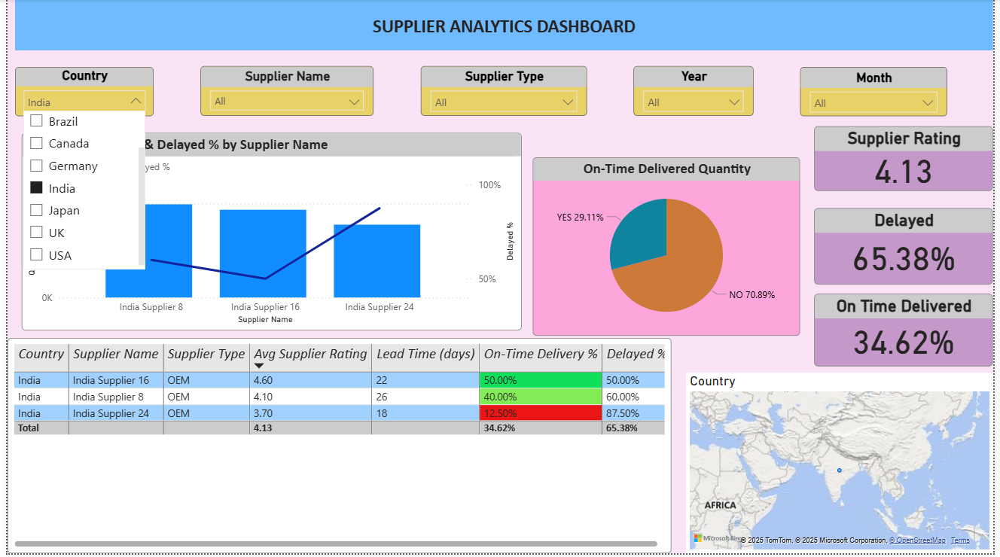 SUPPLIER ANALYTICS DASHBOARD
Country
Supplier Name
Supplier Type
Year
Month
India
All
All
All
All
Brazil
Canada
Germany
India
Japan
UK
USA
& Delayed % by Supplier Name
yed %
100%
50%
0K
Delayed %
India Supplier 8
India Supplier 16
India Supplier 24
Supplier Name
On-Time Delivered Quantity
YES 29.11%
NO 70.89%
Supplier Rating
4.13
Delayed
65.38%
On Time Delivered
34.62%
Country Supplier Name Supplier Type Avg Supplier Rating Lead Time (days) On-Time Delivery % Delayed %
India India Supplier 16 OEM 4.60 22 50.00% 50.00%
India India Supplier 8 OEM 4.10 26 40.00% 60.00%
India India Supplier 24 OEM 3.70 18 12.50% 87.50%
Total 4.13 34.62% 65.38%
Country
AFRICA
Microsoft Bing
© 2025 TomTom, © 2025 Microsoft Corporation, © OpenStreetMap Terms